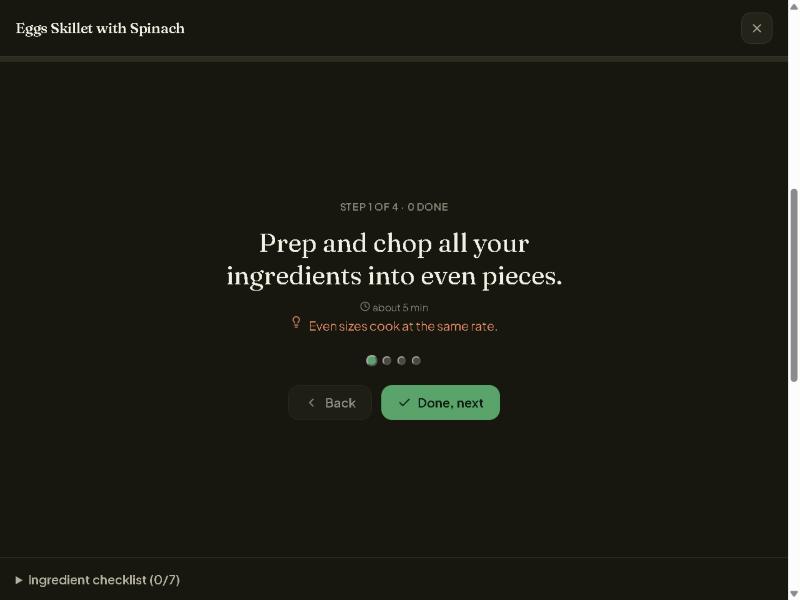 Eggs Skillet with Spinach
STEP 1 OF 4 · 0 DONE
Prep and chop all your
ingredients into even pieces.
about 5 min
Even sizes cook at the same rate.
Back
Done, next
Ingredient checklist (0/7)